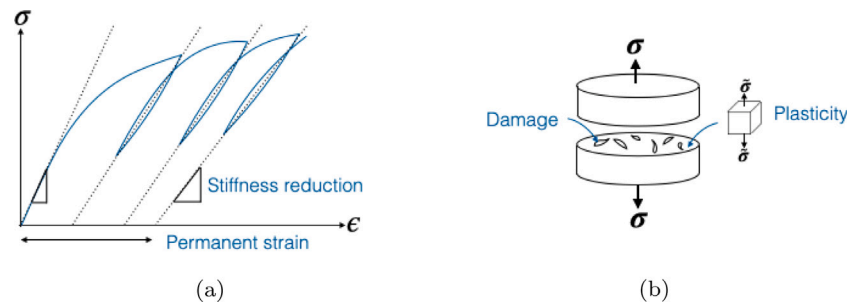 σ
Stiffness reduction
ϵ
Permanent strain
(a)
σ
Damage
σ̃
Plasticity
σ̃
σ
(b)